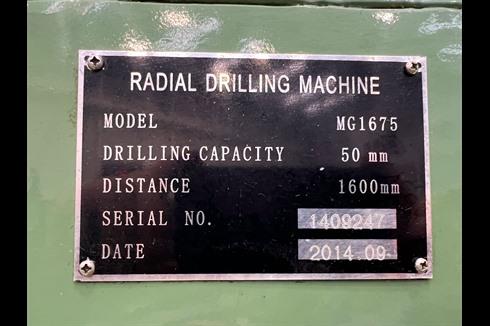 RADIAL DRILLING MACHINE
MODEL MG1675
DRILLING CAPACITY 50 mm
DISTANCE 1600mm
SERIAL NO. 1409247
DATE 2014.09